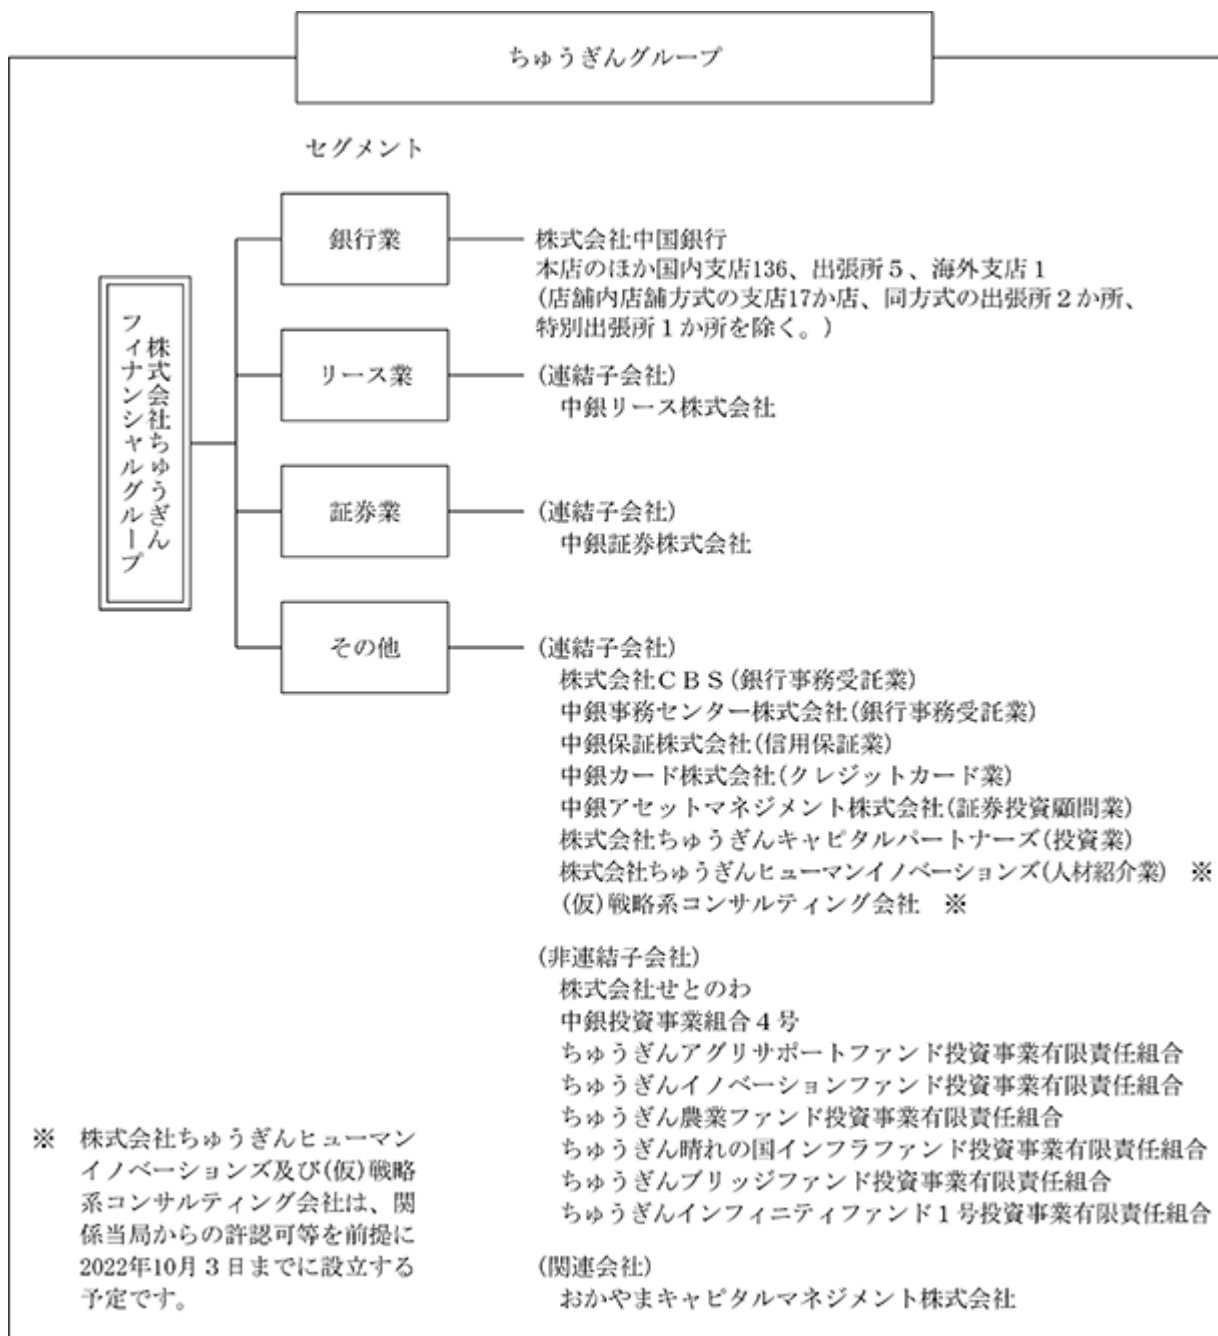 ちゅうぎんグループ
セグメント
株式会社ちゅうぎん
フィナンシャルグループ
銀行業
株式会社中国銀行
本店のほか国内支店136、出張所５、海外支店１
(店舗内店舗方式の支店17か店、同方式の出張所２か所、
特別出張所１か所を除く。)
リース業
(連結子会社)
中銀リース株式会社
証券業
(連結子会社)
中銀証券株式会社
その他
(連結子会社)
株式会社ＣＢＳ(銀行事務受託業)
中銀事務センター株式会社(銀行事務受託業)
中銀保証株式会社(信用保証業)
中銀カード株式会社(クレジットカード業)
中銀アセットマネジメント株式会社(証券投資顧問業)
株式会社ちゅうぎんキャピタルパートナーズ(投資業)
株式会社ちゅうぎんヒューマンイノベーションズ(人材紹介業)　※
(仮)戦略系コンサルティング会社　※
(非連結子会社)
株式会社せとのわ
中銀投資事業組合４号
ちゅうぎんアグリサポートファンド投資事業有限責任組合
ちゅうぎんイノベーションファンド投資事業有限責任組合
ちゅうぎん農業ファンド投資事業有限責任組合
ちゅうぎん晴れの国インフラファンド投資事業有限責任組合
ちゅうぎんブリッジファンド投資事業有限責任組合
ちゅうぎんインフィニティファンド１号投資事業有限責任組合
(関連会社)
おかやまキャピタルマネジメント株式会社
※　株式会社ちゅうぎんヒューマン
イノベーションズ及び(仮)戦略
系コンサルティング会社は、関
係当局からの許認可等を前提に
2022年10月３日までに設立する
予定です。